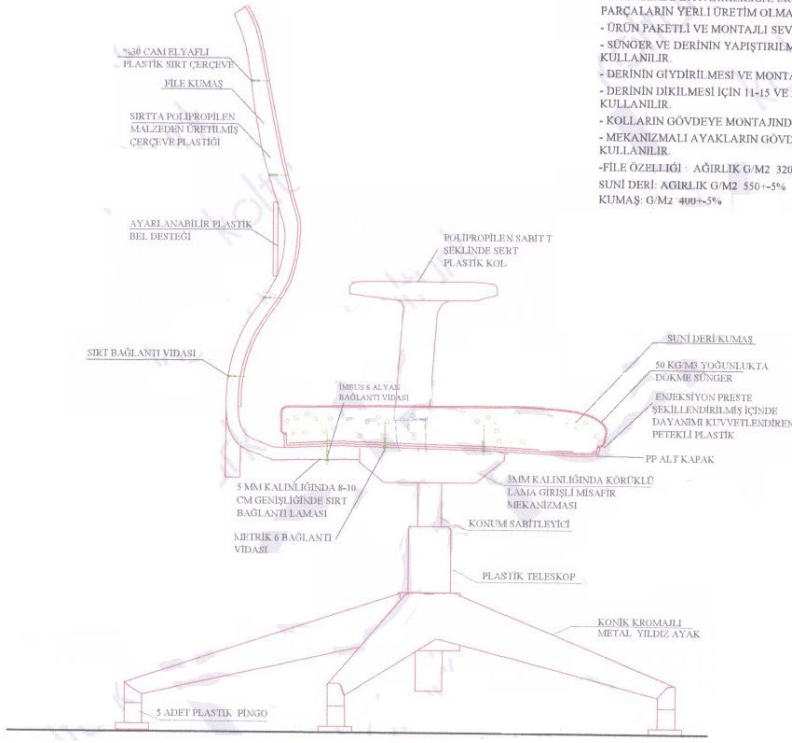 PARÇALARIN YERLİ ÜRETİM OLMA
- ÜRÜN PAKETLİ VE MONTAJLI SEV
- SÜNGER VE DERİNİN YAPIŞTIRILM
KULLANILIR.
- DERİNİN GİYDİRİLMESİ VE MONTA
- DERİNİN DİKİLMESİ İÇİN 11-15 VE
KULLANILIR.
- KOLLARIN GÖVDEYE MONTAJIND
- MEKANİZMALI AYAKLARIN GÖVD
KULLANILIR.
-FİLE ÖZELLİĞİ : AĞIRLIK G/M2 320
SUNİ DERİ: AGIRLIK G/M2 550+-5%
KUMAŞ: G/M2 400+-5%
%30 CAM ELYAFLI
PLASTİK SIRT ÇERÇEVE
FİLE KUMAŞ
SIRTTA POLİPROPİLEN
MALZEDEN ÜRETİLMİŞ
ÇERÇEVE PLASTİĞİ
AYARLANABİLİR PLASTİK
BEL DESTEĞİ
POLİPROPİLEN SABİT T
ŞEKLİNDE SERT
PLASTİK KOL
SIRT BAĞLANTI VİDASI
İMBUS 8 ALYAN
BAĞLANTI VİDASI
SUNİ DERİ/KUMAŞ
50 KG/M3 YOĞUNLUKTA
DÖKME SÜNGER
ENJEKSİYON PRESTE
ŞEKİLLENDİRİLMİŞ İÇİNDE
DAYANIMI KUVVETLENDİREN
PETEKLİ PLASTİK
PP ALT KAPAK
5 MM KALINLIĞINDA 8-10
CM GENİŞLİĞİNDE SIRT
BAĞLANTI LAMASI
3MM KALINLIĞINDA KÖRÜKLÜ
LAMA GİRİŞLİ MİSAFİR
MEKANİZMASI
METRİK 6 BAĞLANTI
VİDASI
KONUM SABİTLEYİCİ
PLASTİK TELESKOP
KONİK KROMAJLI
METAL YILDIZ AYAK
5 ADET PLASTİK PİNGO